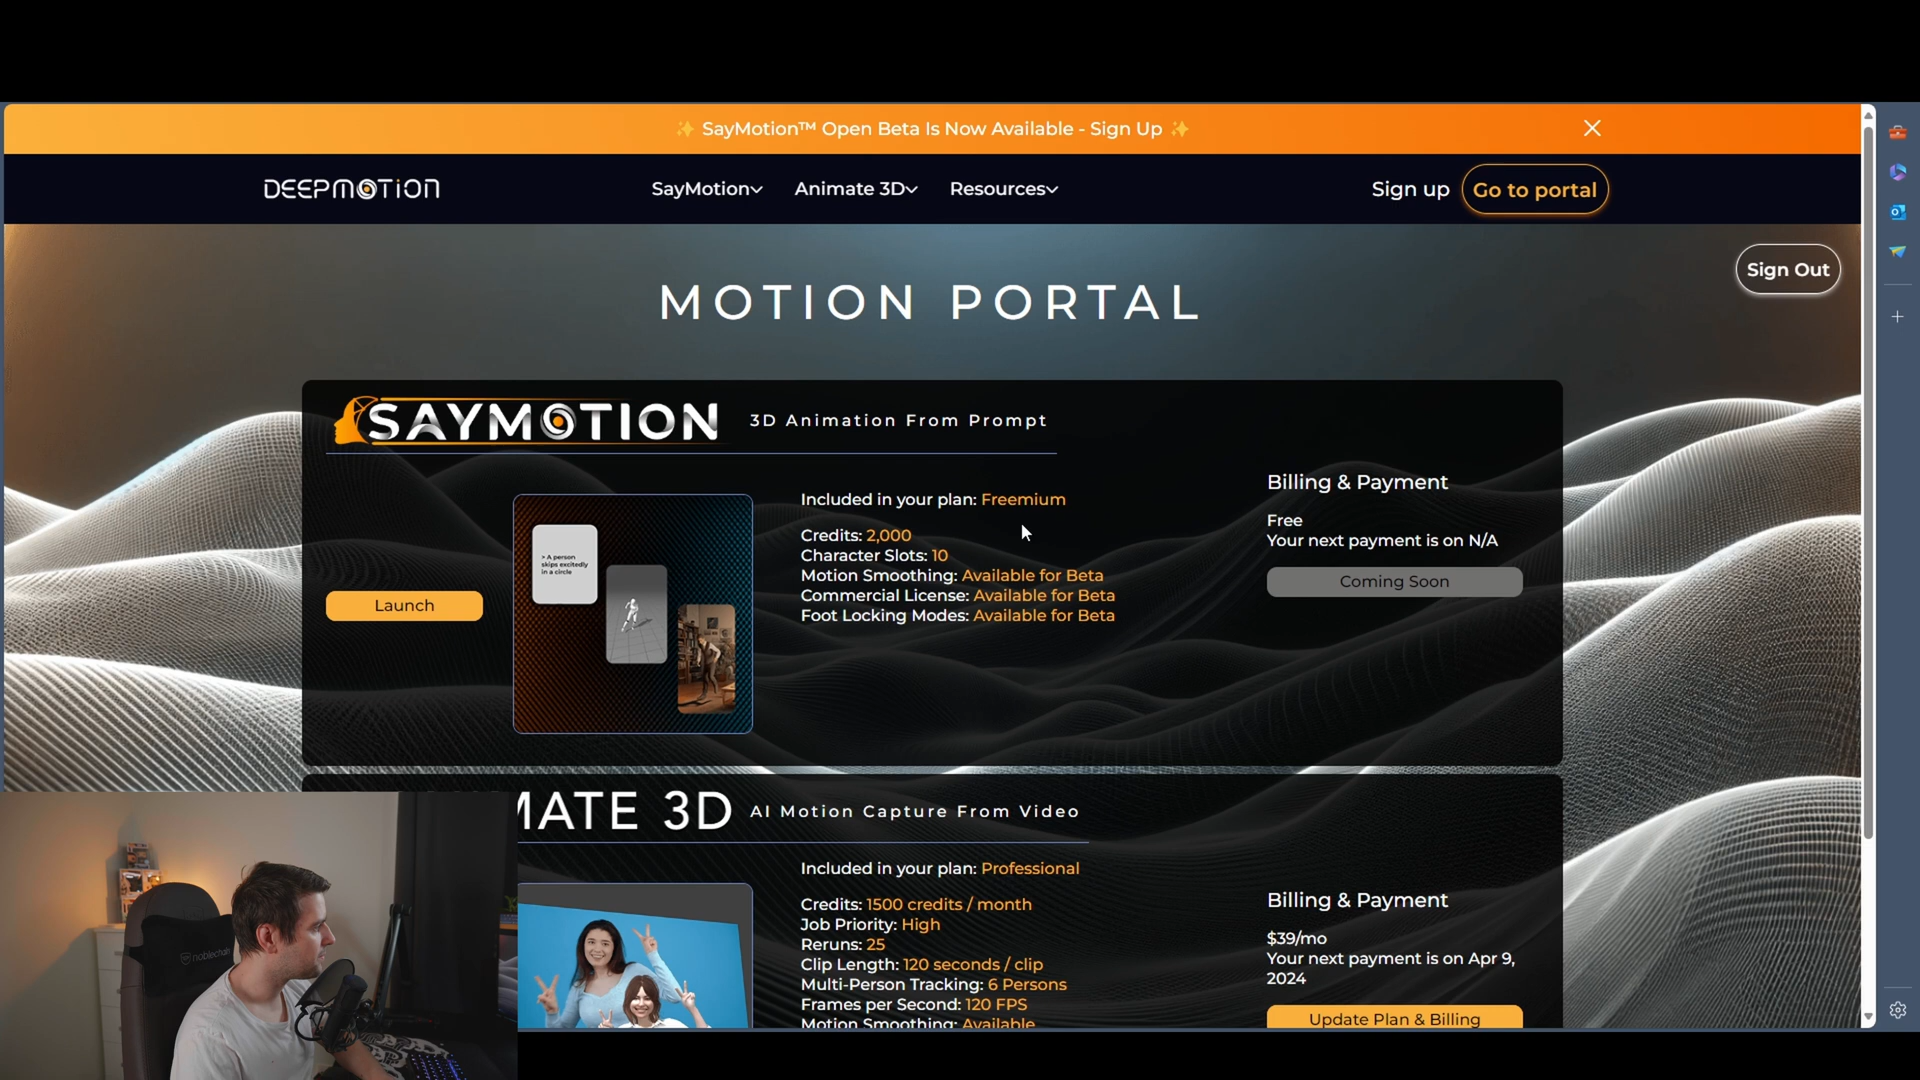 ✨ SayMotion™ Open Beta Is Now Available - Sign Up ✨
DEEPMOTION
SayMotion
Animate 3D
Resources
Sign up
Go to portal
Sign Out
MOTION PORTAL
SAYMOTION
3D Animation From Prompt
Launch
> A person
skips excitedly
in a circle
Included in your plan: Freemium
Credits: 2,000
Character Slots: 10
Motion Smoothing: Available for Beta
Commercial License: Available for Beta
Foot Locking Modes: Available for Beta
Billing & Payment
Free
Your next payment is on N/A
Coming Soon
MATE 3D
AI Motion Capture From Video
Included in your plan: Professional
Credits: 1500 credits / month
Job Priority: High
Reruns: 25
Clip Length: 120 seconds / clip
Multi-Person Tracking: 6 Persons
Frames per Second: 120 FPS
Motion Smoothing: Available
Billing & Payment
$39/mo
Your next payment is on Apr 9,
2024
Update Plan & Billing
noblechairs